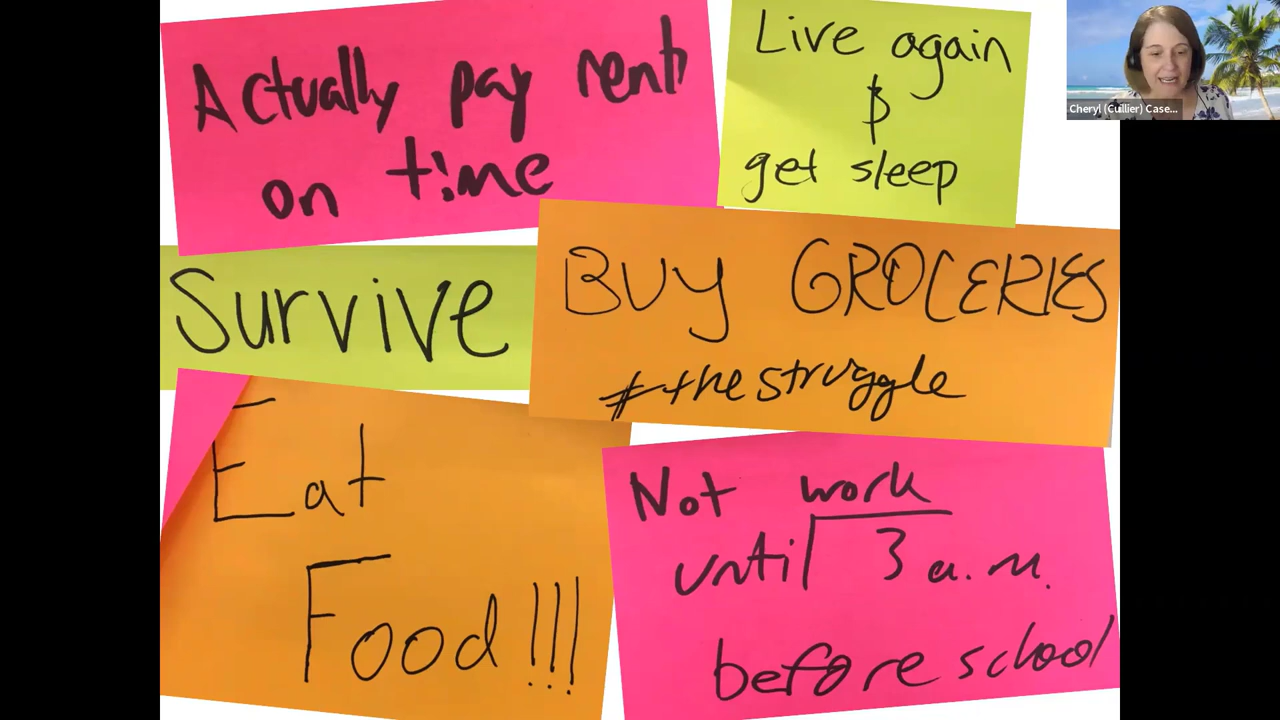 Actually pay rent
on time
Live again
&
get sleep
Cheryl (Cuillier) Case...
Survive
BUY GROCERIES
#thestruggle
Eat
Food!!!
Not work
until 3 a.m.
before school